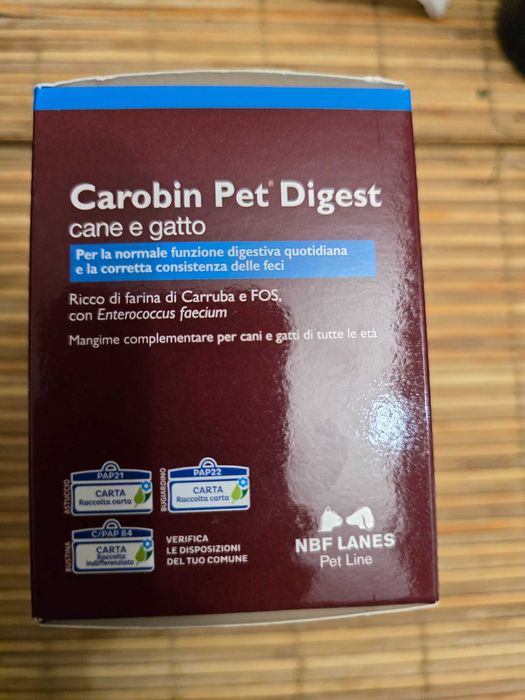 Carobin Pet® Digest
cane e gatto
Per la normale funzione digestiva quotidiana
e la corretta consistenza delle feci
Ricco di farina di Carruba e FOS,
con Enterococcus faecium
Mangime complementare per cani e gatti di tutte le età
ASTUCCIO
PAP21
CARTA
Raccolta carta
BUGIARDINO
PAP22
CARTA
Raccolta carta
BUSTINA
C/PAP 84
CARTA
Raccolta
indifferenziata
VERIFICA
LE DISPOSIZIONI
DEL TUO COMUNE
NBF LANES
Pet Line